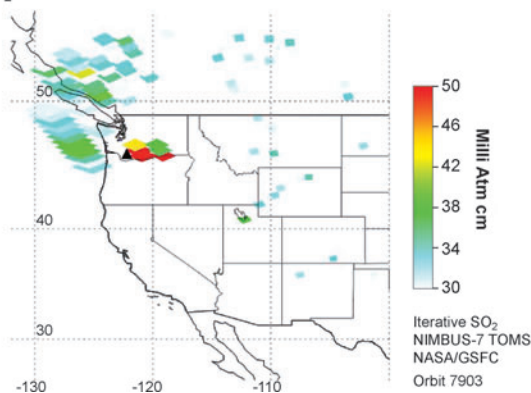 50
40
30
-130
-120
-110
50
46
42
38
34
30
Milli Atm cm
Iterative SO₂
NIMBUS-7 TOMS
NASA/GSFC
Orbit 7903